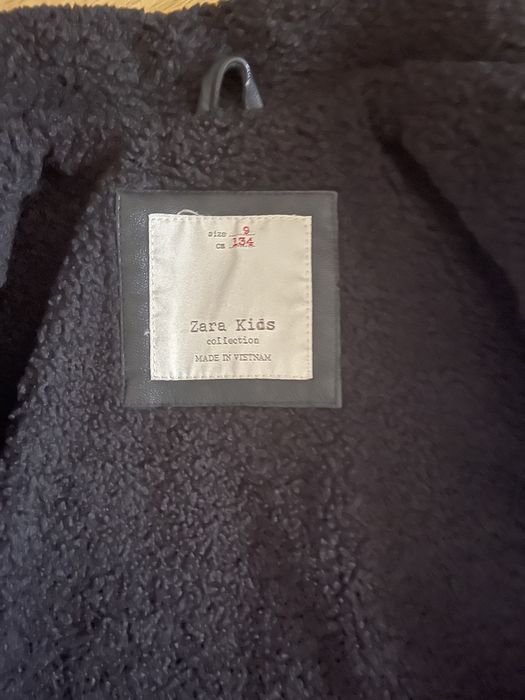 size 9
cm 134
Zara Kids
collection
MADE IN VIETNAM